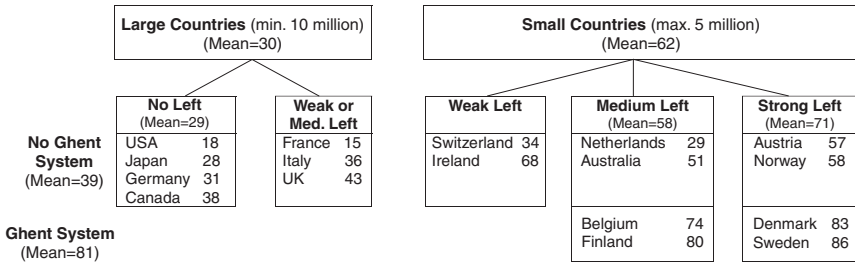 Large Countries (min. 10 million)
(Mean=30)
Small Countries (max. 5 million)
(Mean=62)
No Left
(Mean=29)
Weak or
Med. Left
Weak Left
Medium Left
(Mean=58)
Strong Left
(Mean=71)
No Ghent
System
(Mean=39)
USA 18
Japan 28
Germany 31
Canada 38
France 15
Italy 36
UK 43
Switzerland 34
Ireland 68
Netherlands 29
Australia 51
Austria 57
Norway 58
Ghent System
(Mean=81)
Belgium 74
Finland 80
Denmark 83
Sweden 86